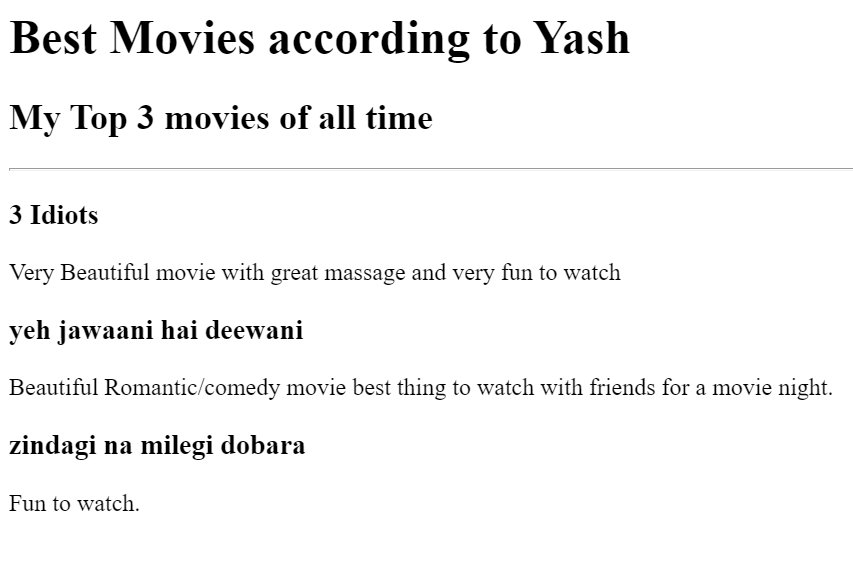 Best Movies according to Yash
My Top 3 movies of all time
3 Idiots
Very Beautiful movie with great massage and very fun to watch
yeh jawaani hai deewani
Beautiful Romantic/comedy movie best thing to watch with friends for a movie night.
zindagi na milegi dobara
Fun to watch.